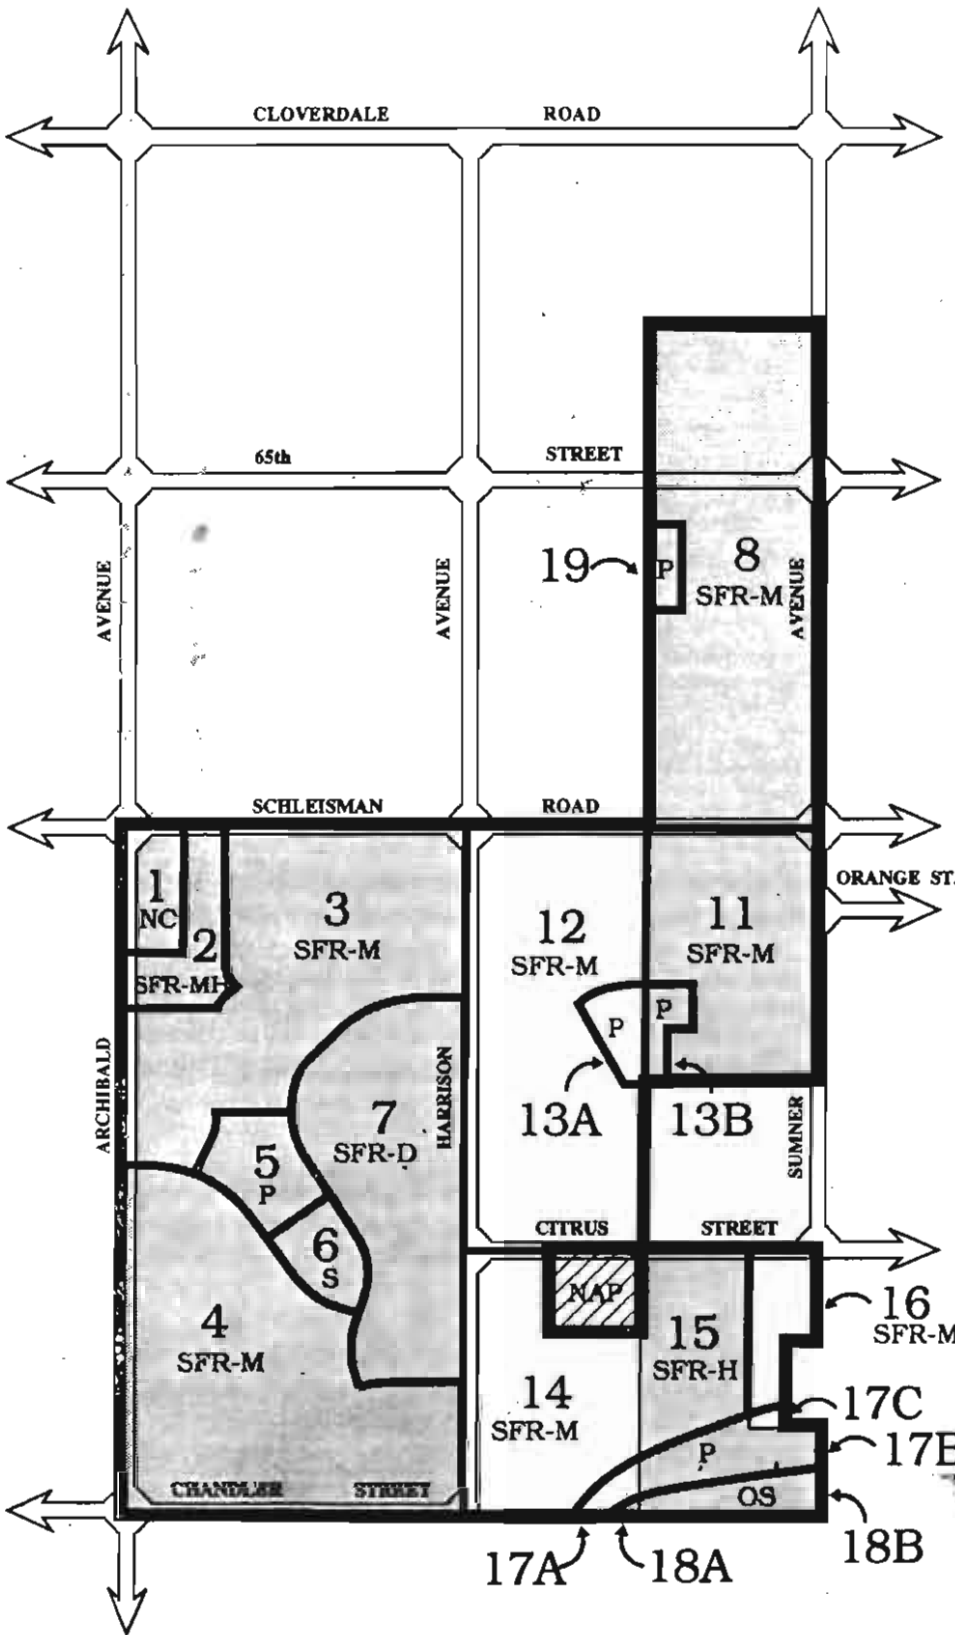 CLOVERDALE ROAD
65th STREET
AVENUE
AVENUE
AVENUE
19
P
8
SFR-M
SCHLEISMAN ROAD
ORANGE ST.
1
NC
2
SFR-MH
3
SFR-M
12
SFR-M
11
SFR-M
P
P
ARCHIBALD
HARRISON
SUMNER
13A
13B
7
SFR-D
5
P
6
S
CITRUS STREET
NAP
16
SFR-M
15
SFR-H
4
SFR-M
14
SFR-M
17C
P
OS
18B
CHANDLER STREET
17A
18A